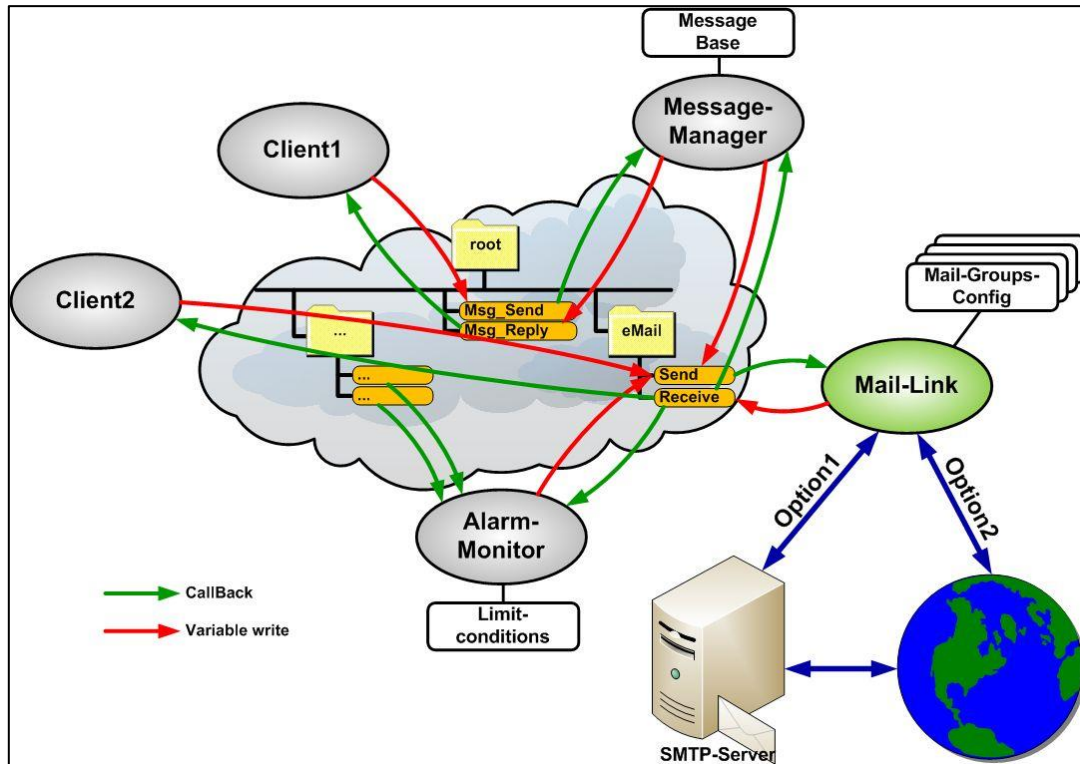 Message
Base
Message-
Manager
Client1
root
Mail-Groups-
Config
Client2
Msg_Send
Msg_Reply
...
eMail
...
...
Send
Receive
Mail-Link
Option1
Option2
Alarm-
Monitor
CallBack
Variable write
Limit-
conditions
SMTP-Server